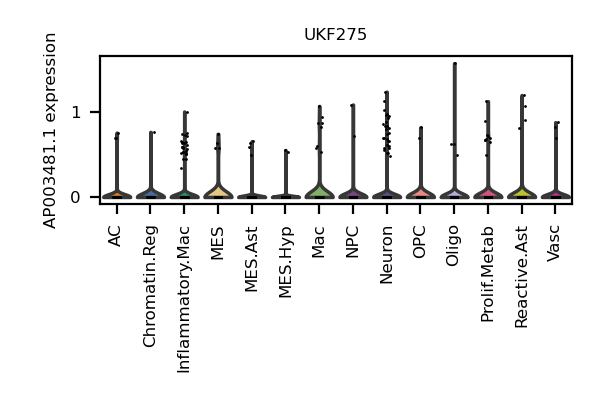 UKF275
AP003481.1 expression
1
0
AC
Chromatin.Reg
Inflammatory.Mac
MES
MES.Ast
MES.Hyp
Mac
NPC
Neuron
OPC
Oligo
Prolif.Metab
Reactive.Ast
Vasc